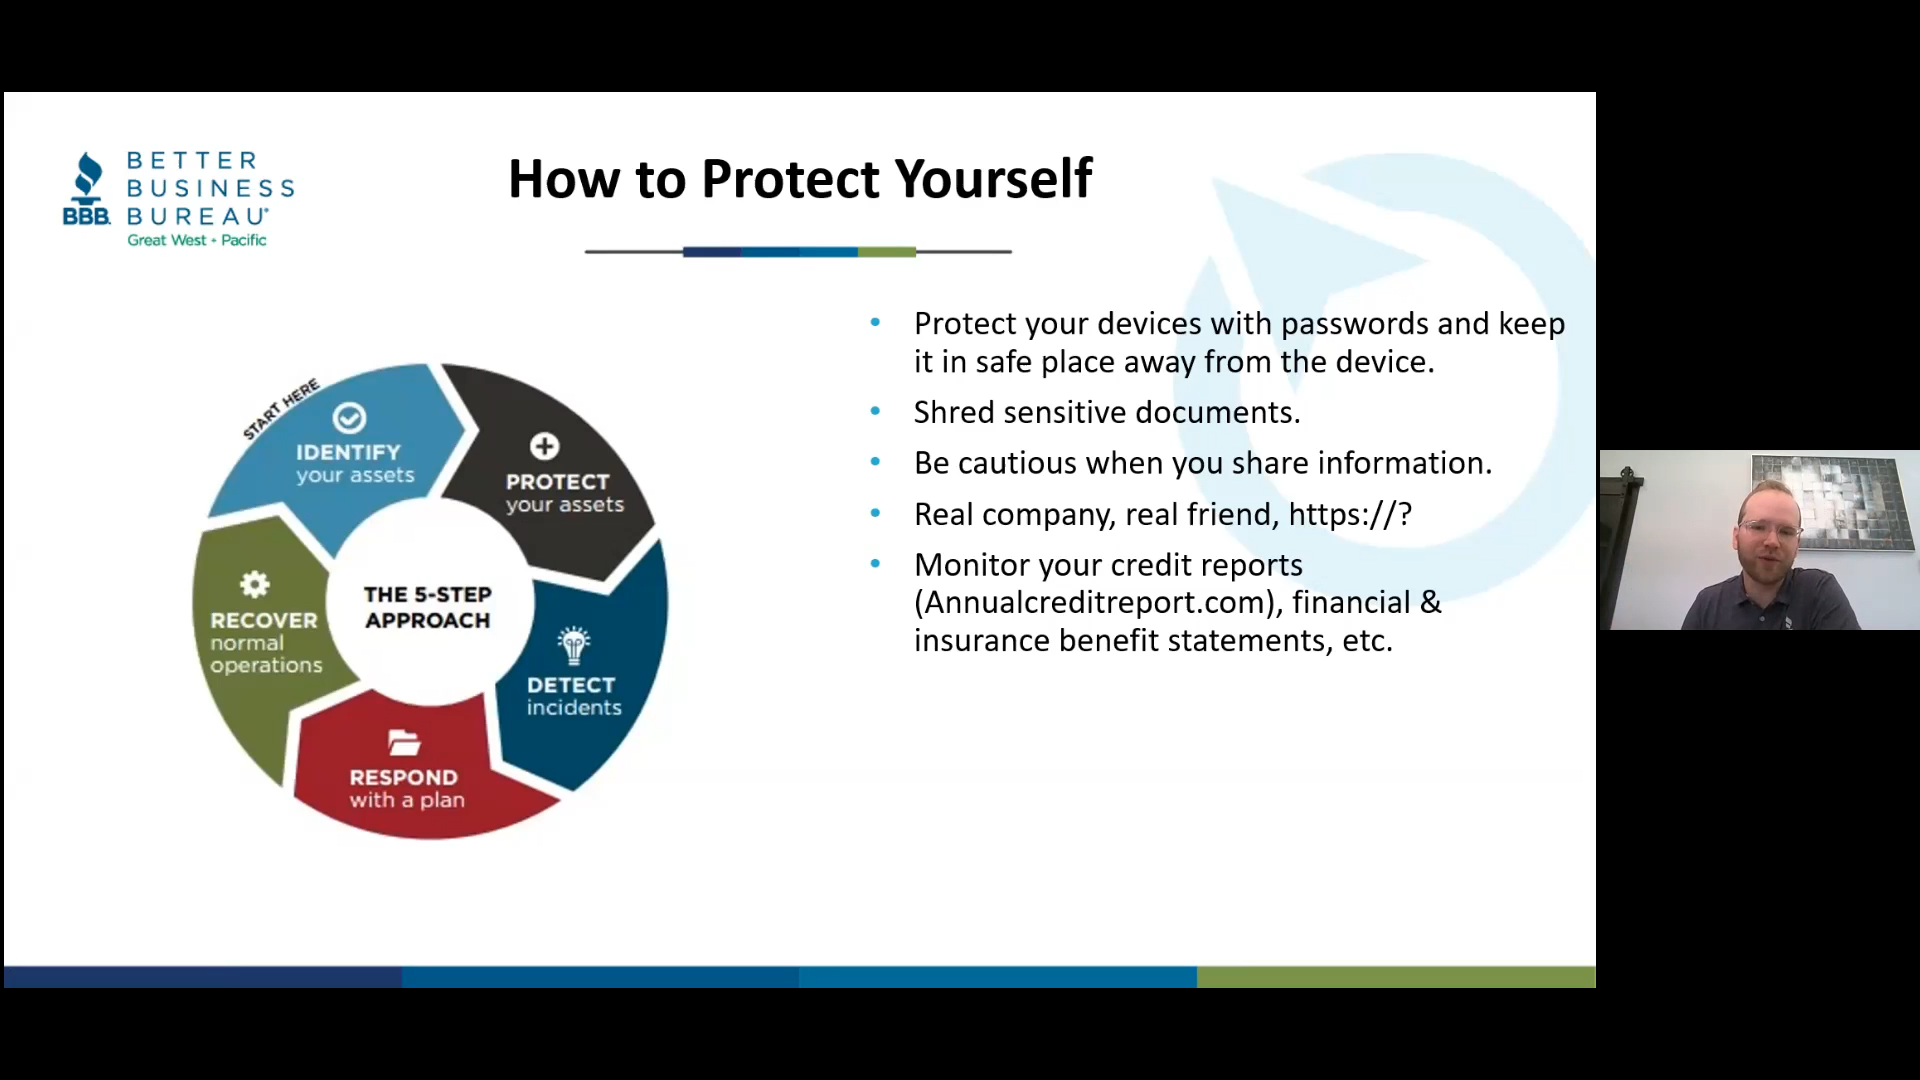 BETTER
BUSINESS
BUREAU®
BBB.
Great West + Pacific
How to Protect Yourself
START HERE
IDENTIFY
your assets
PROTECT
your assets
DETECT
incidents
RESPOND
with a plan
RECOVER
normal
operations
THE 5-STEP
APPROACH
• Protect your devices with passwords and keep
it in safe place away from the device.
• Shred sensitive documents.
• Be cautious when you share information.
• Real company, real friend, https://?
• Monitor your credit reports
(Annualcreditreport.com), financial &
insurance benefit statements, etc.